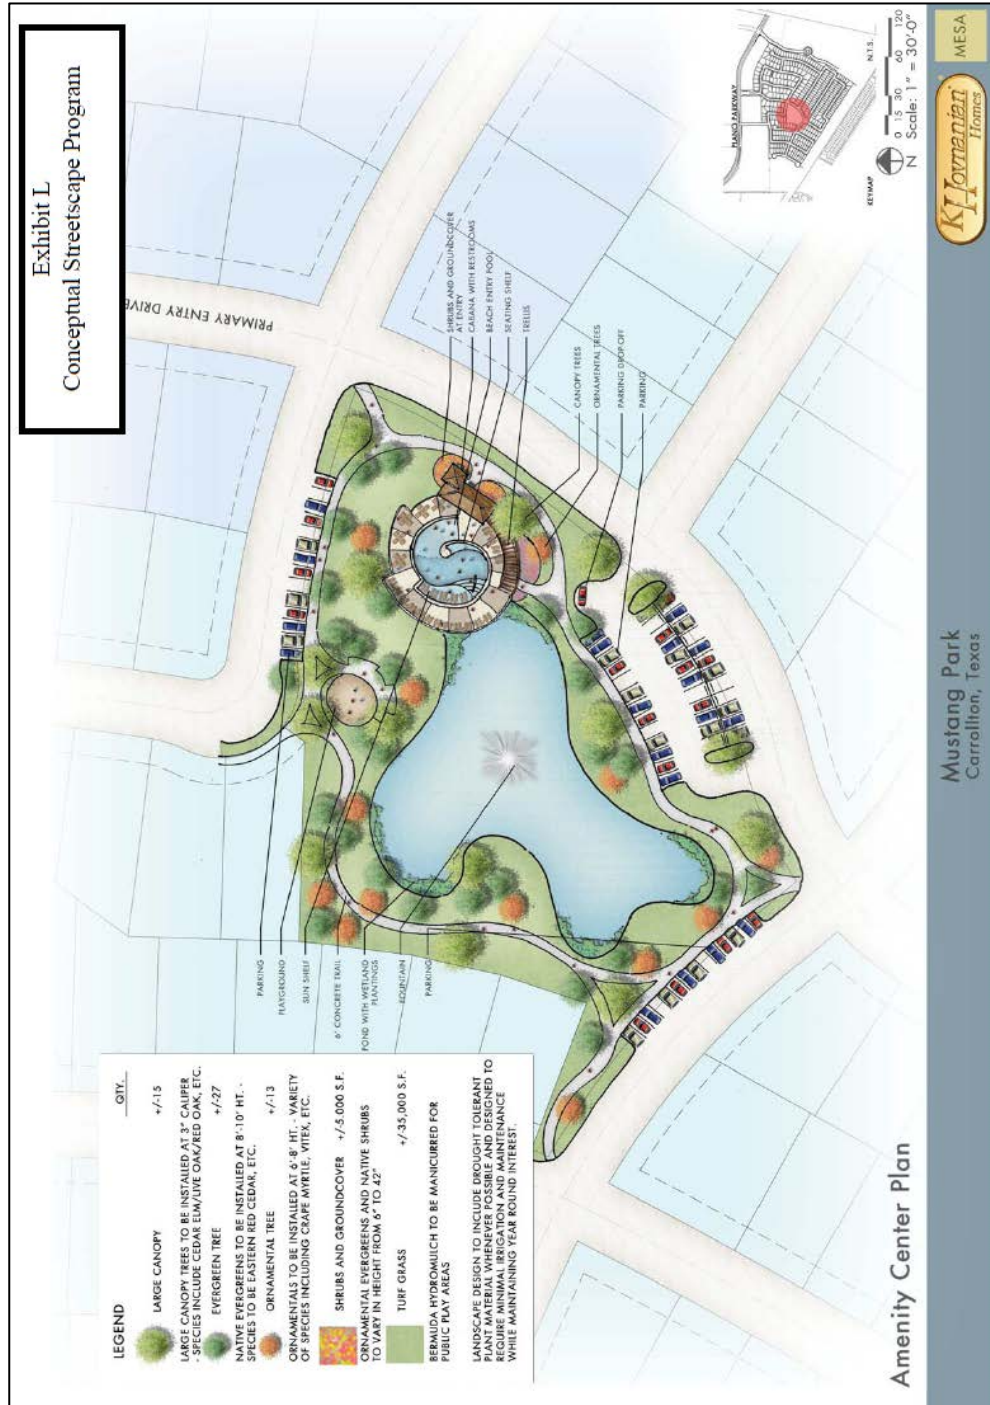 Exhibit L
Conceptual Streetscape Program
PRIMARY ENTRY DRIVE
SHRUBS AND GROUNDCOVER
AT ENTRY
CABANA WITH RESTROOMS
BEACH ENTRY POOL
SEATING SHELF
TRELLIS
CANOPY TREES
ORNAMENTAL TREES
PARKING DROP OFF
PARKING
PARKING
PLAYGROUND
SUN SHELF
6' CONCRETE TRAIL
POND WITH WETLAND
PLANTINGS
FOUNTAIN
PARKING
LEGEND
QTY.
LARGE CANOPY +/-15
LARGE CANOPY TREES TO BE INSTALLED AT 3" CALIPER
- SPECIES INCLUDE CEDAR ELM/LIVE OAK/RED OAK, ETC.
EVERGREEN TREE +/-27
NATIVE EVERGREENS TO BE INSTALLED AT 8'-10' HT. -
SPECIES TO BE EASTERN RED CEDAR, ETC.
ORNAMENTAL TREE +/-13
ORNAMENTALS TO BE INSTALLED AT 6'-8' HT. - VARIETY
OF SPECIES INCLUDING CRAPE MYRTLE, VITEX, ETC.
SHRUBS AND GROUNDCOVER +/-5,000 S.F.
ORNAMENTAL EVERGREENS AND NATIVE SHRUBS
TO VARY IN HEIGHT FROM 6" TO 42"
TURF GRASS +/-35,000 S.F.
BERMUDA HYDROMULCH TO BE MANICURRED FOR
PUBLIC PLAY AREAS
LANDSCAPE DESIGN TO INCLUDE DROUGHT TOLERANT
PLANT MATERIAL WHENEVER POSSIBLE AND DESIGNED TO
REQUIRE MINIMAL IRRIGATION AND MAINTENANCE
WHILE MAINTAINING YEAR ROUND INTEREST.
PLANO PARKWAY
KEYMAP
N.T.S.
N
0 15 30 60 120
Scale: 1" = 30'-0"
Amenity Center Plan
Mustang Park
Carrollton, Texas
K Hovnanian
Homes
MESA